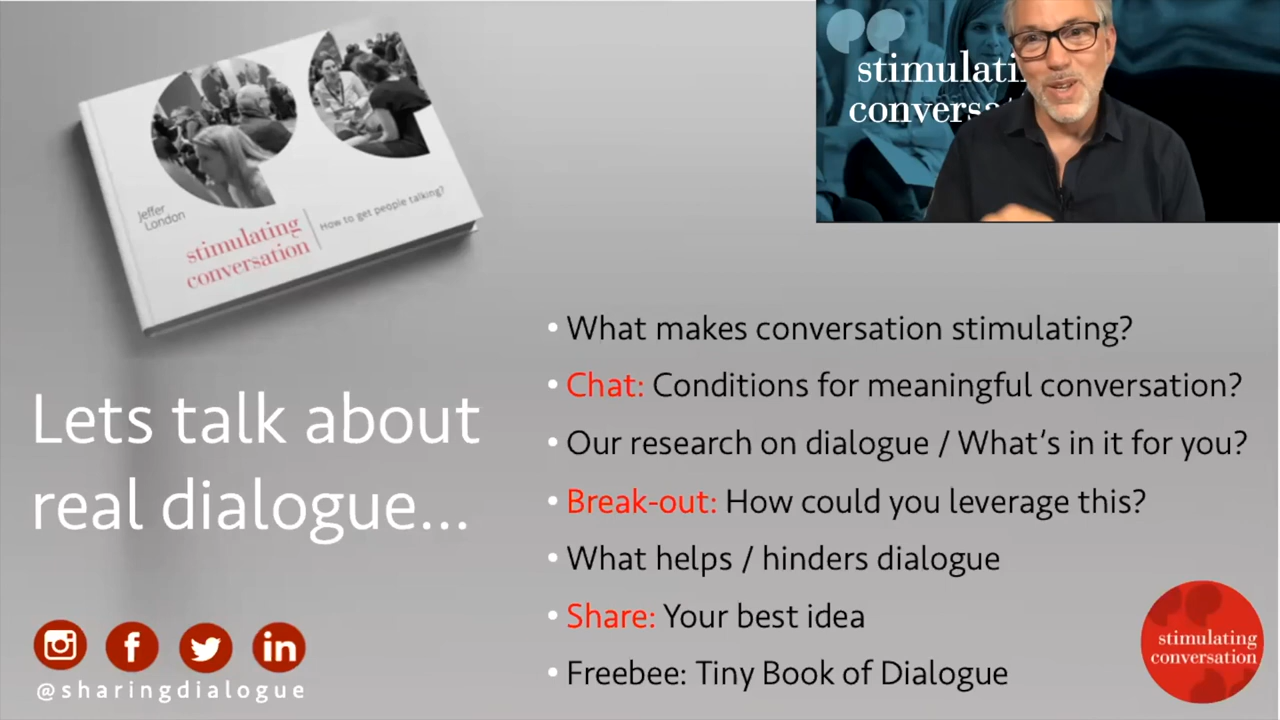 Jeffer
London
stimulating
conversation
How to get people talking?
stimulati
conversa
Lets talk about
real dialogue...
• What makes conversation stimulating?
• Chat: Conditions for meaningful conversation?
• Our research on dialogue / What's in it for you?
• Break-out: How could you leverage this?
• What helps / hinders dialogue
• Share: Your best idea
• Freebee: Tiny Book of Dialogue
@sharingdialogue
stimulating
conversation